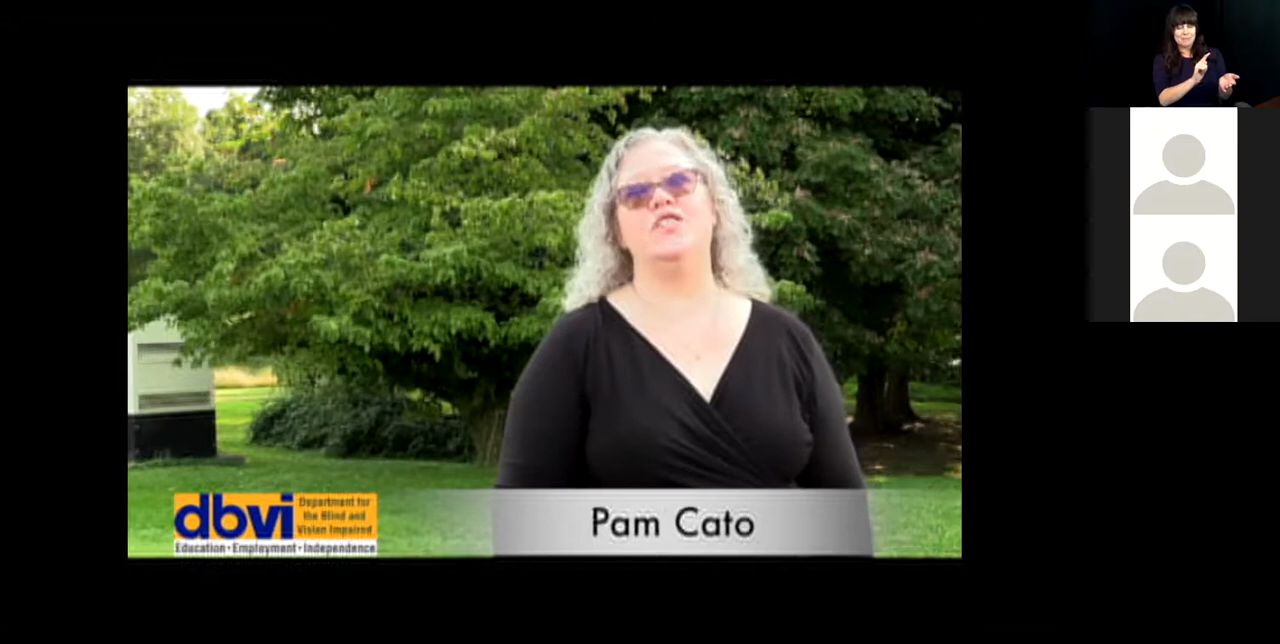 dbvi
Department for
the Blind and
Vision Impaired
Education · Employment · Independence
Pam Cato